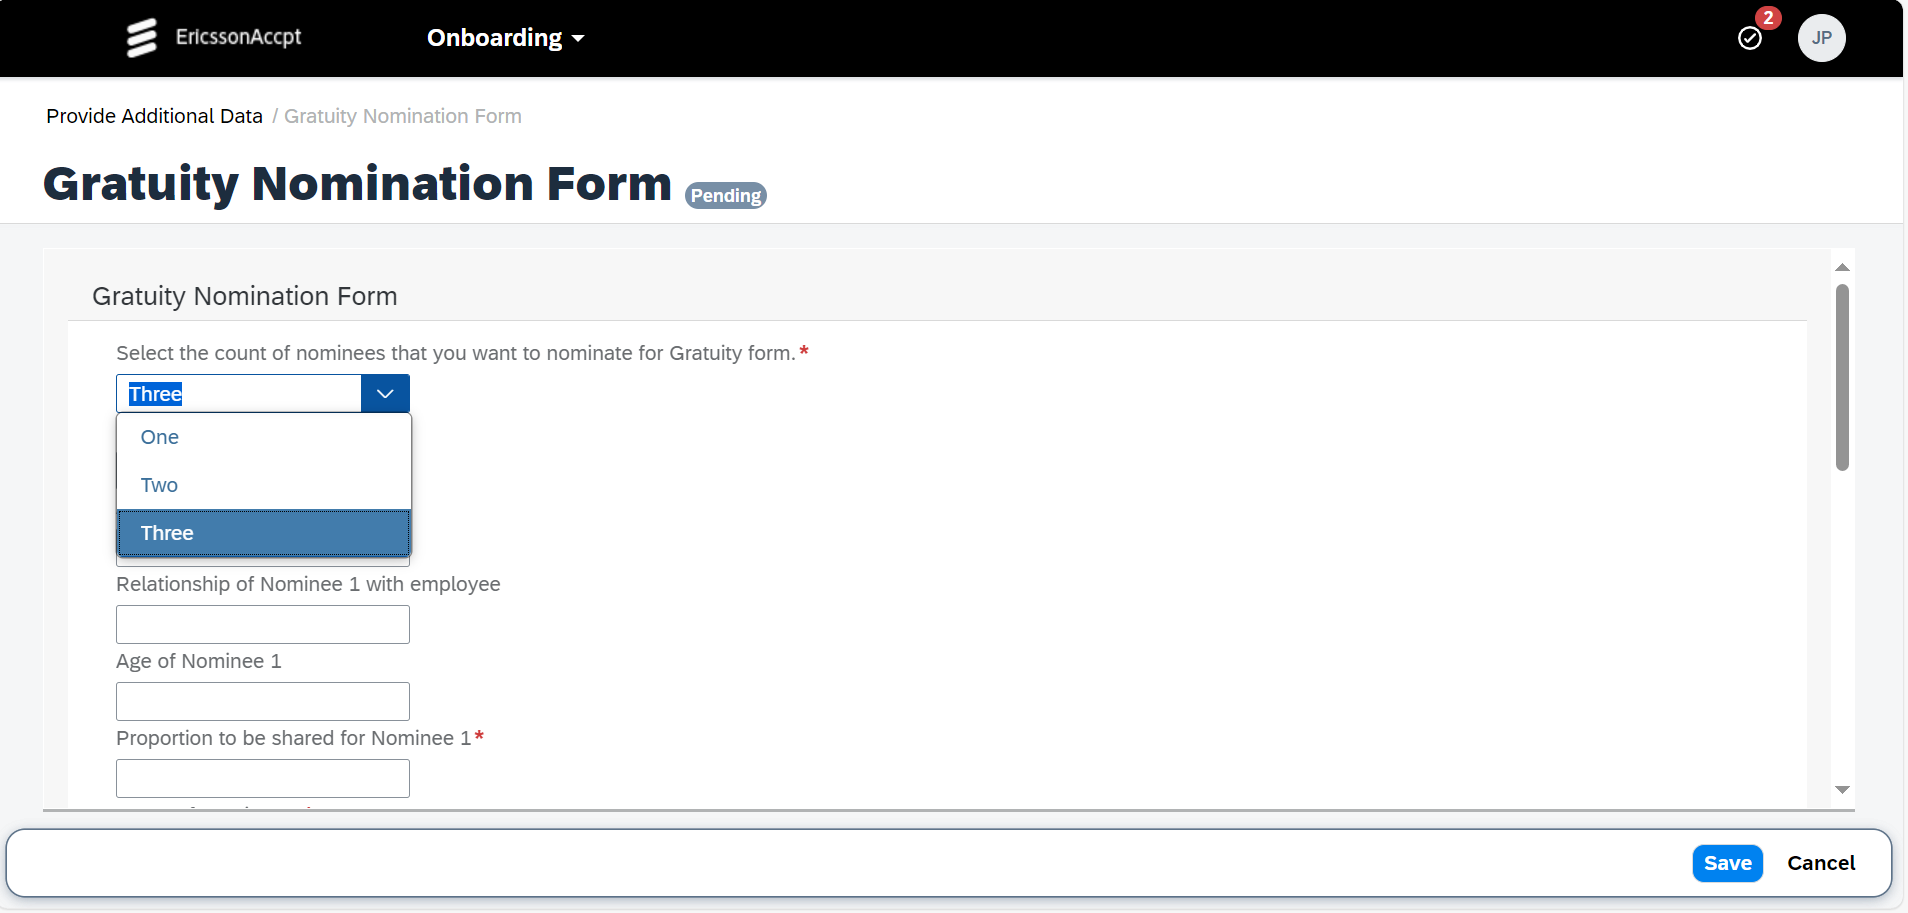 EricssonAccpt
Onboarding
2
JP
Provide Additional Data / Gratuity Nomination Form
Gratuity Nomination Form Pending
Gratuity Nomination Form
Select the count of nominees that you want to nominate for Gratuity form.*
Three
One
Two
Three
Relationship of Nominee 1 with employee
Age of Nominee 1
Proportion to be shared for Nominee 1*
Save Cancel